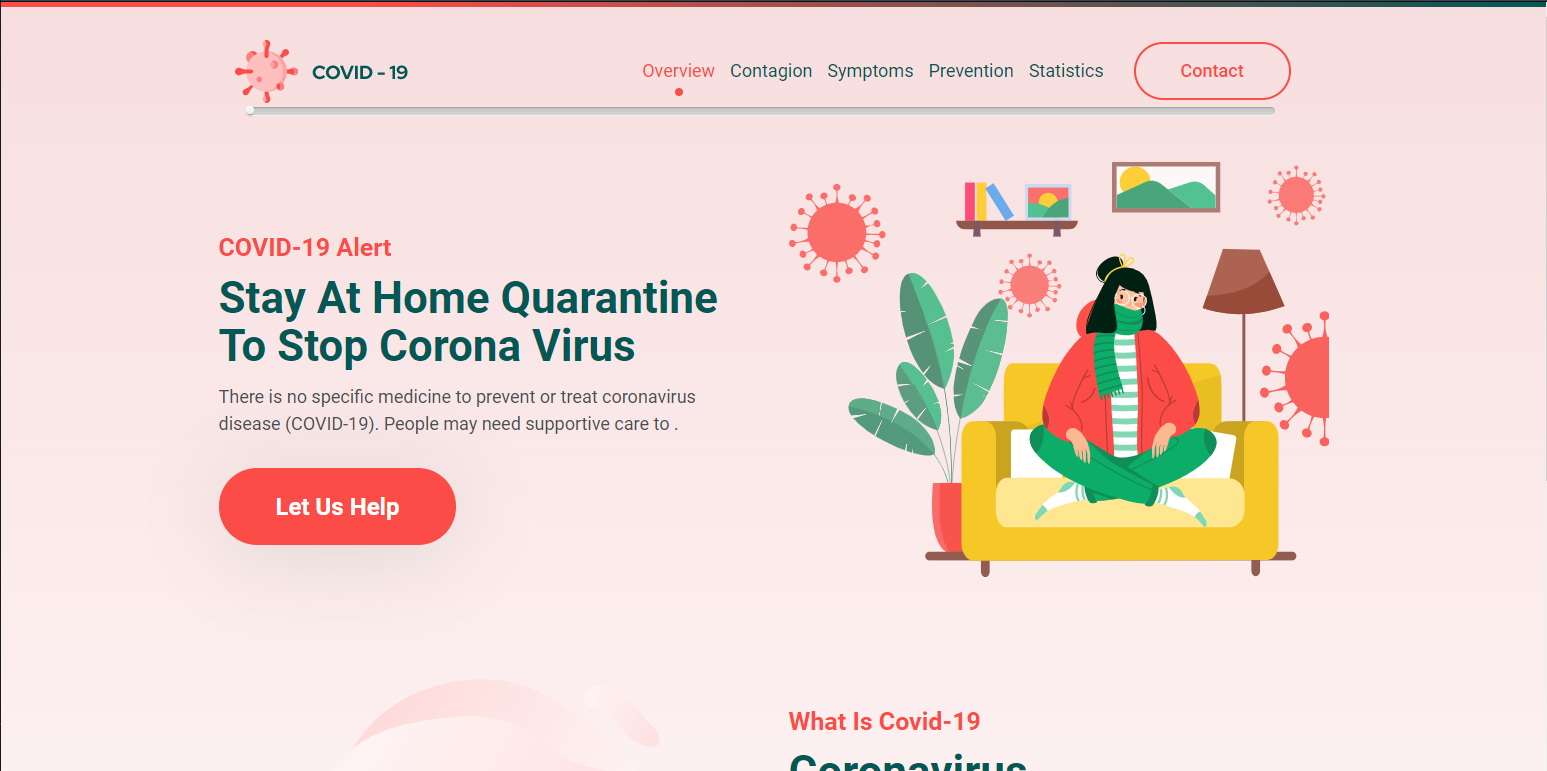 COVID - 19
Overview Contagion Symptoms Prevention Statistics Contact
COVID-19 Alert
Stay At Home Quarantine
To Stop Corona Virus
There is no specific medicine to prevent or treat coronavirus
disease (COVID-19). People may need supportive care to .
Let Us Help
What Is Covid-19
Coronavirus